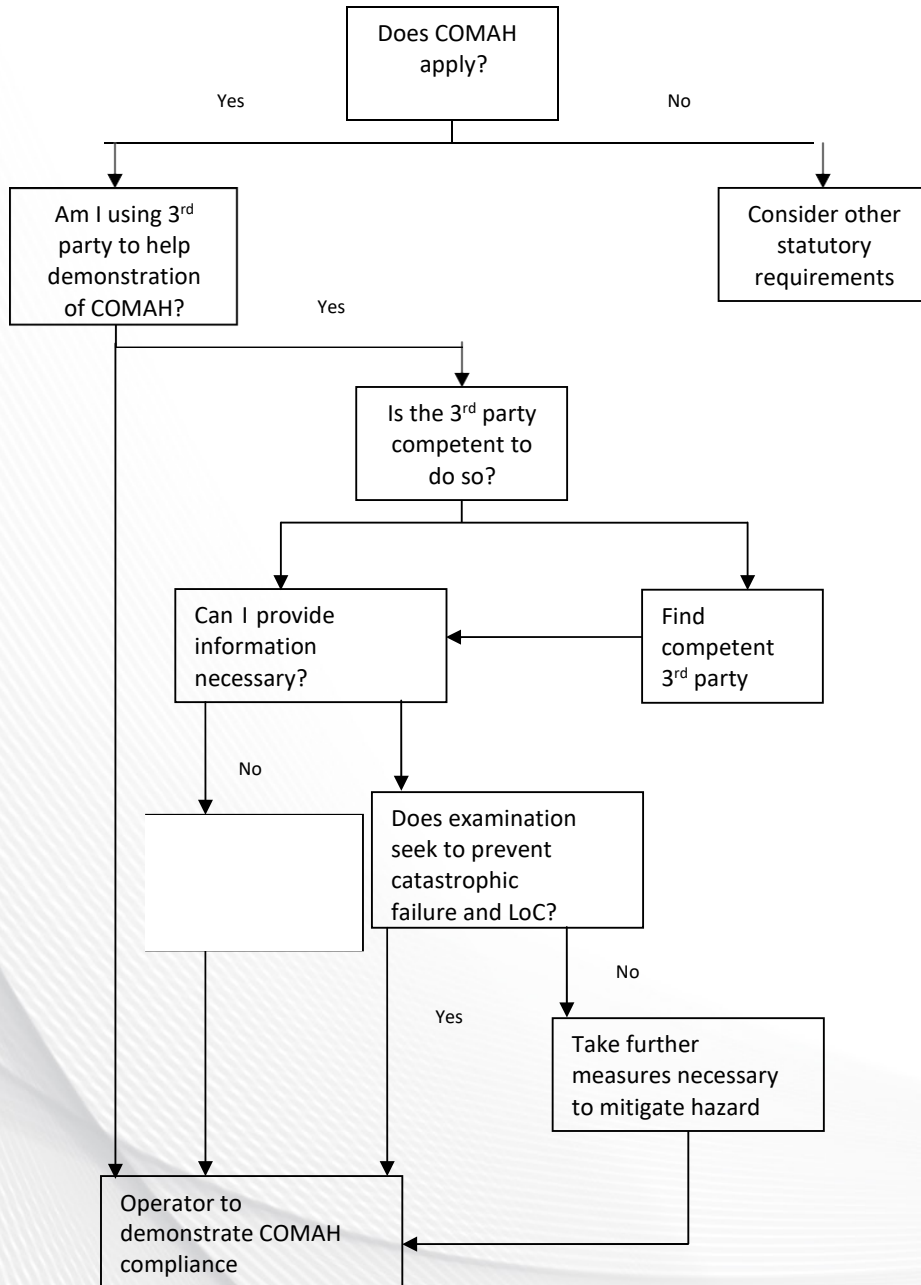 Does COMAH
apply?
Yes
No
Am I using 3rd
party to help
demonstration
of COMAH?
Consider other
statutory
requirements
Yes
Is the 3rd party
competent to
do so?
Can I provide
information
necessary?
Find
competent
3rd party
No
Does examination
seek to prevent
catastrophic
failure and LoC?
No
Yes
Take further
measures necessary
to mitigate hazard
Operator to
demonstrate COMAH
compliance